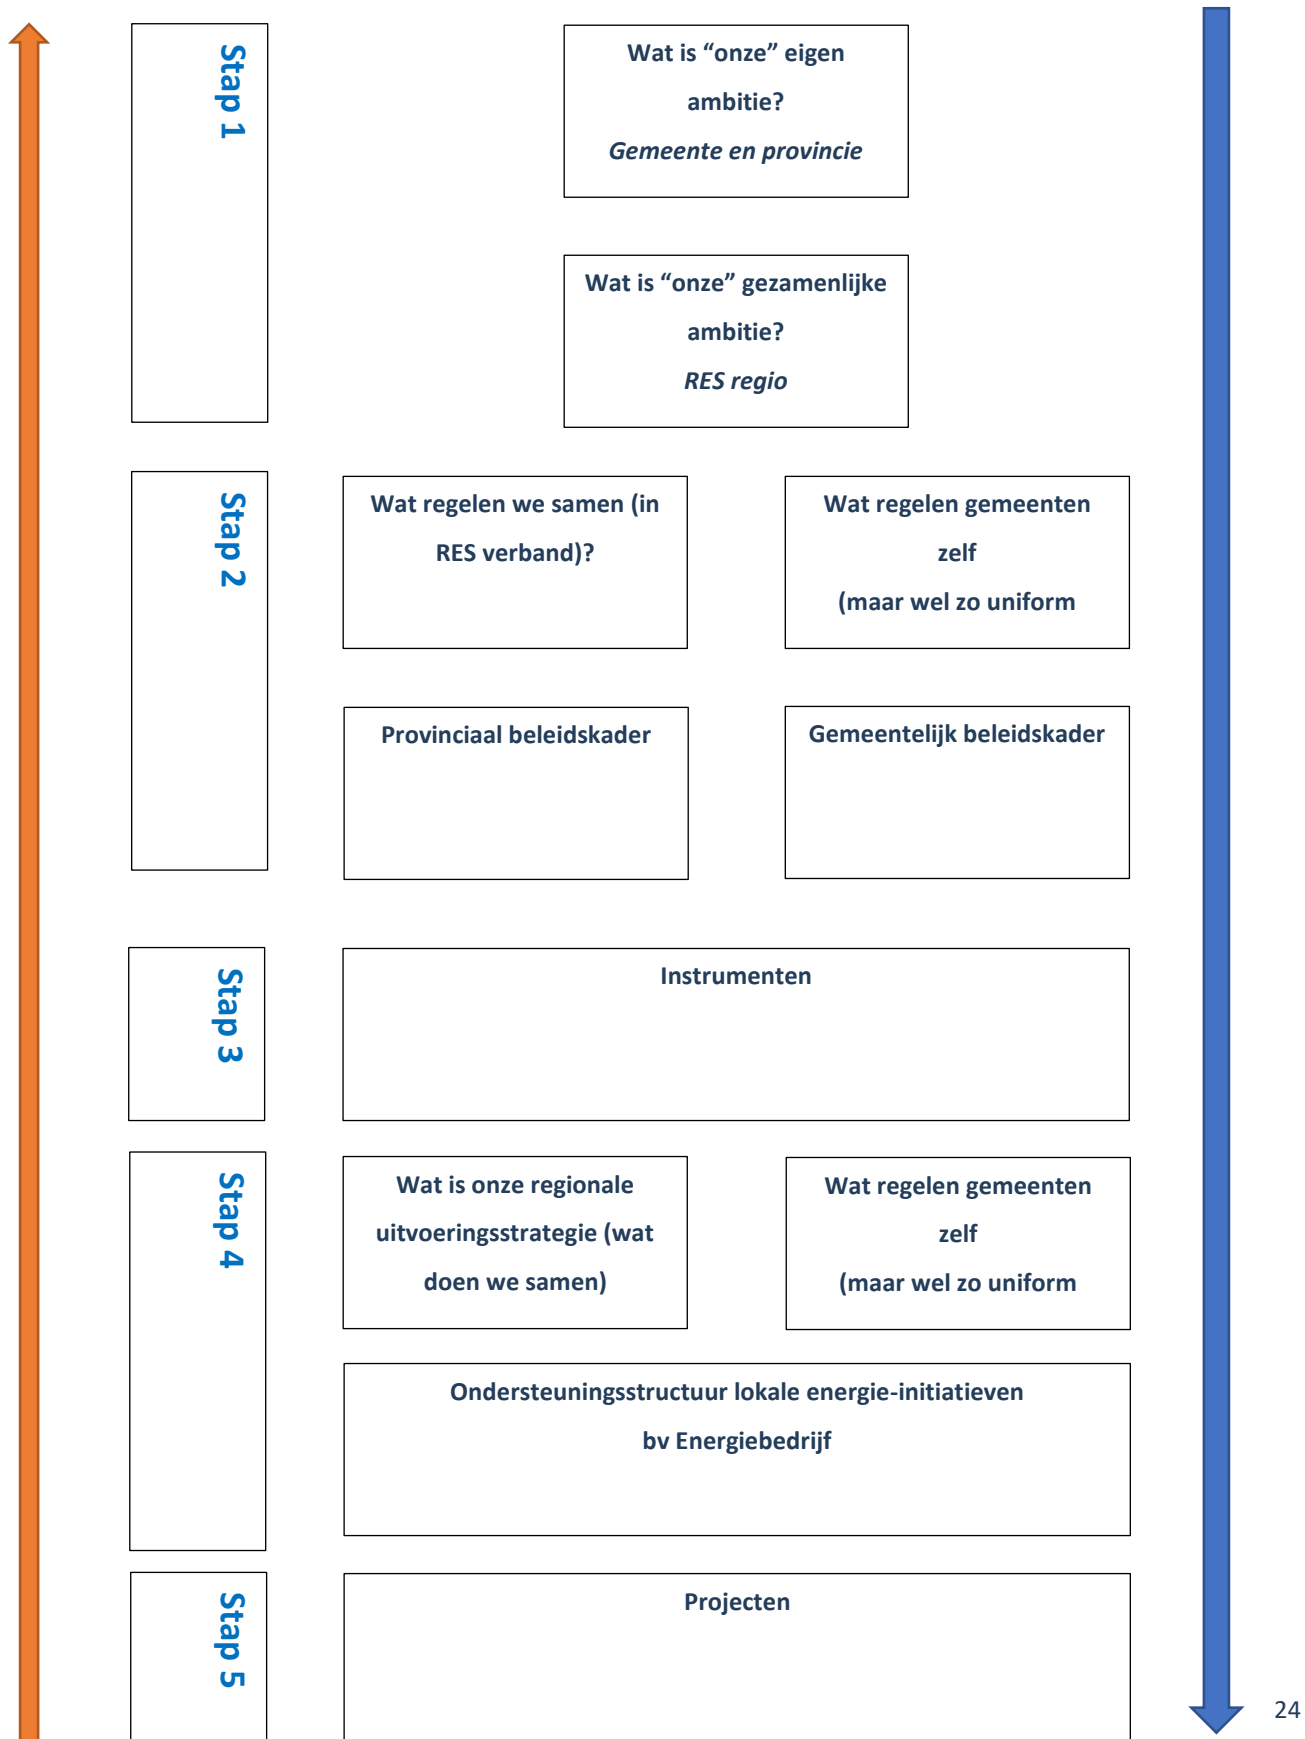 Stap 1
Wat is “onze” eigen
ambitie?
Gemeente en provincie
Wat is “onze” gezamenlijke
ambitie?
RES regio
Stap 2
Wat regelen we samen (in
RES verband)?
Wat regelen gemeenten
zelf
(maar wel zo uniform
Provinciaal beleidskader
Gemeentelijk beleidskader
Stap 3
Instrumenten
Stap 4
Wat is onze regionale
uitvoeringsstrategie (wat
doen we samen)
Wat regelen gemeenten
zelf
(maar wel zo uniform
Ondersteuningsstructuur lokale energie-initiatieven
bv Energiebedrijf
Stap 5
Projecten
24